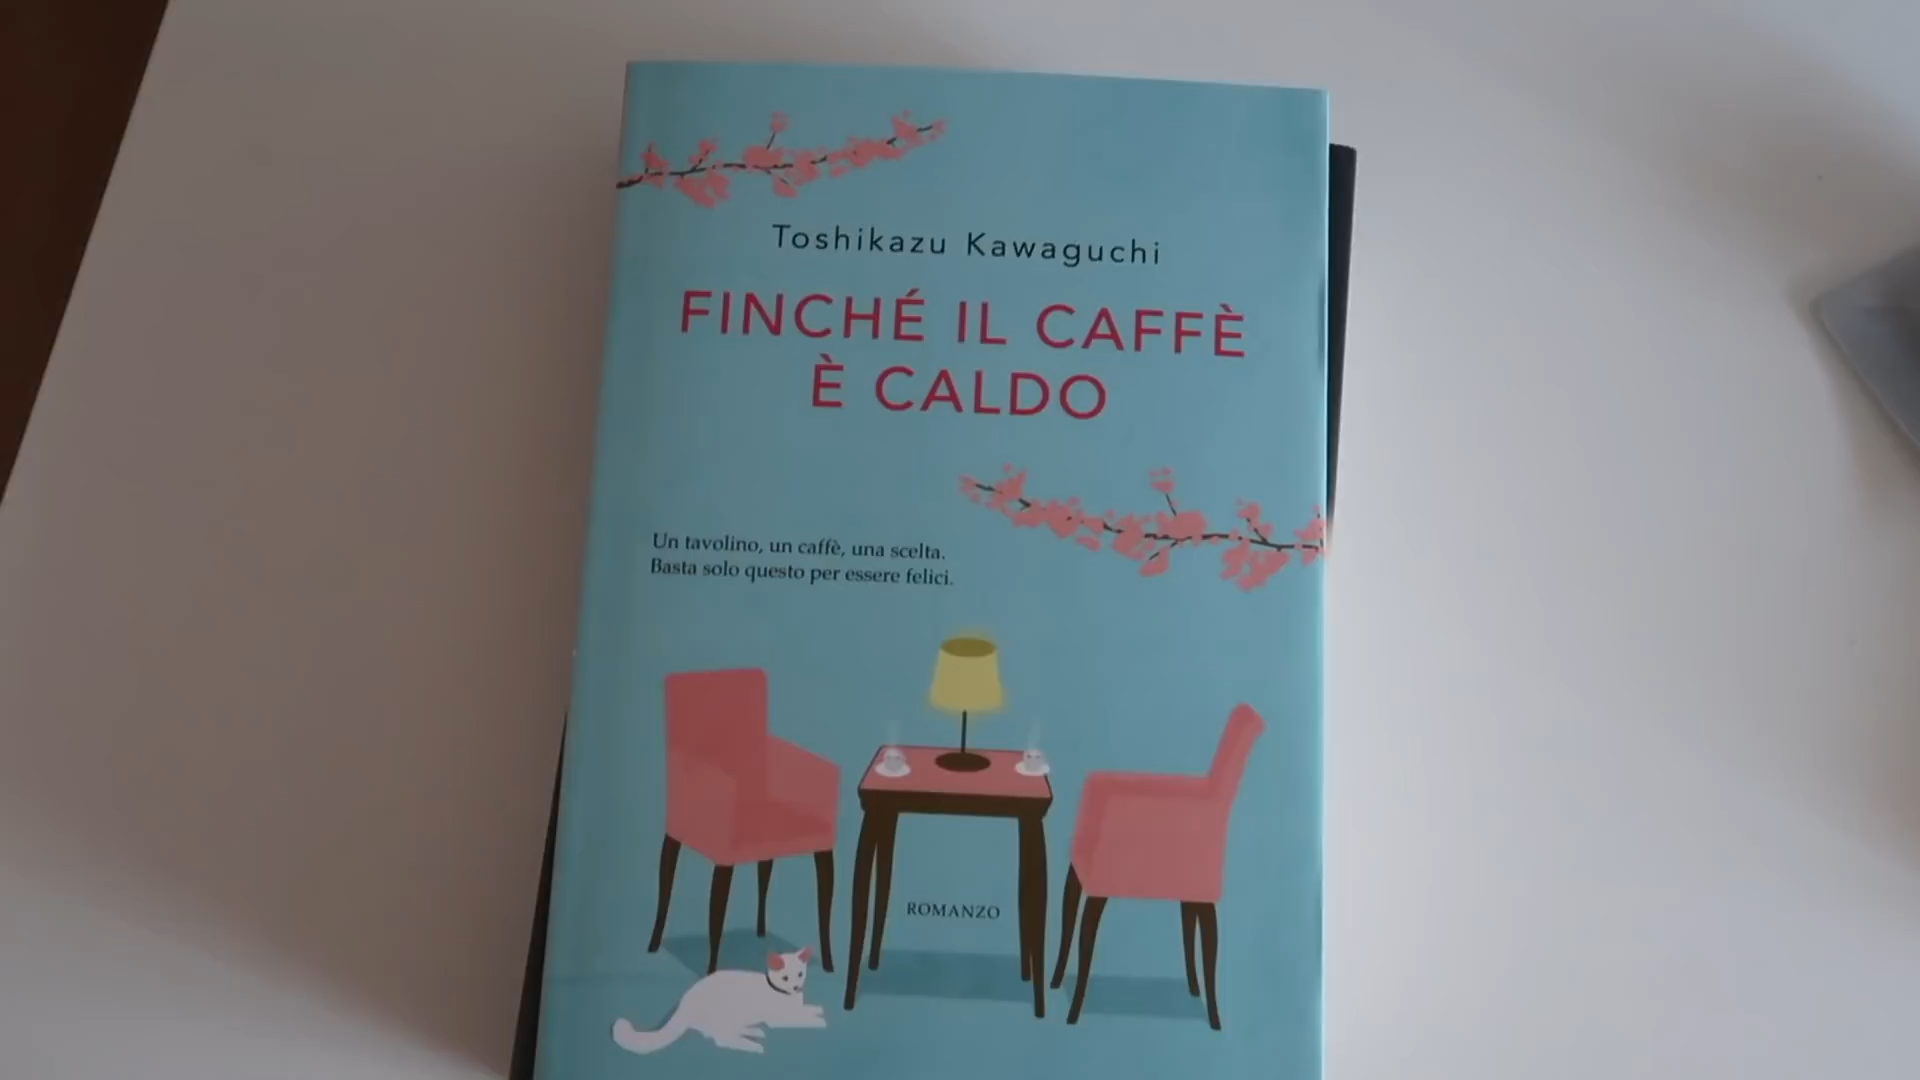 Toshikazu Kawaguchi
FINCHÉ IL CAFFÈ
È CALDO
Un tavolino, un caffè, una scelta.
Basta solo questo per essere felici.
ROMANZO